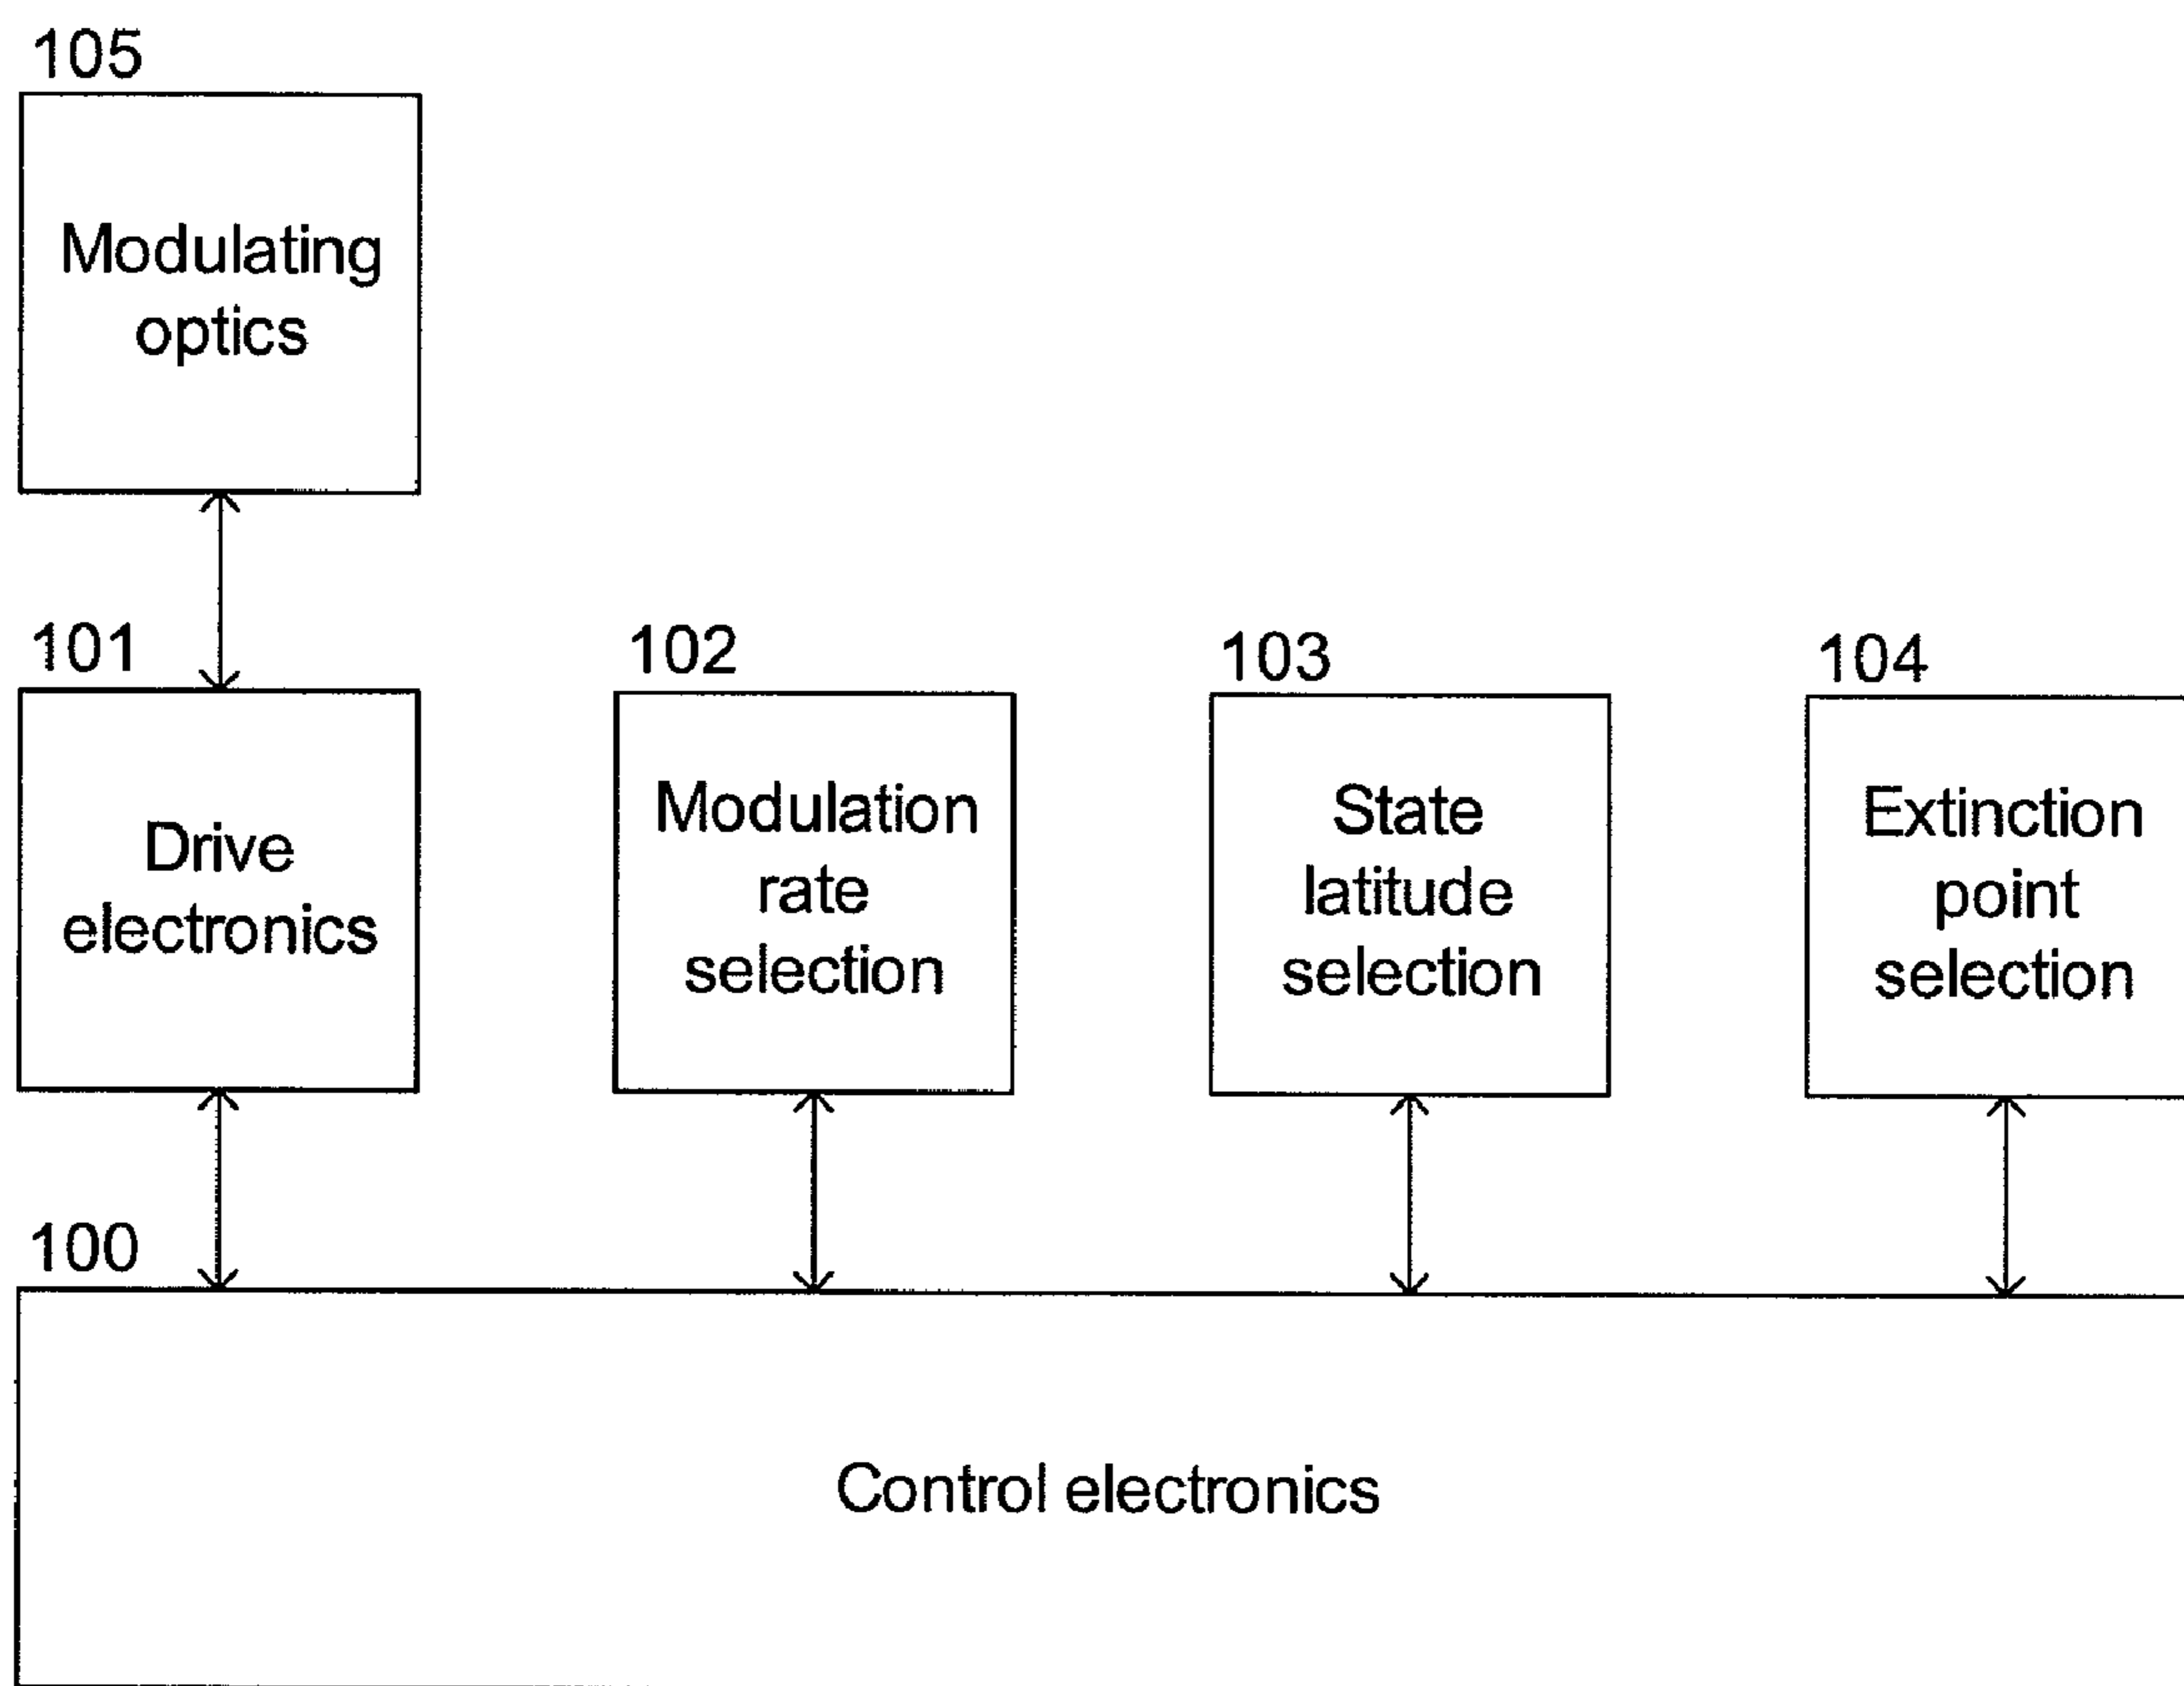 105
Modulating
optics
101
Drive
electronics
102
Modulation
rate
selection
103
State
latitude
selection
104
Extinction
point
selection
100
Control electronics